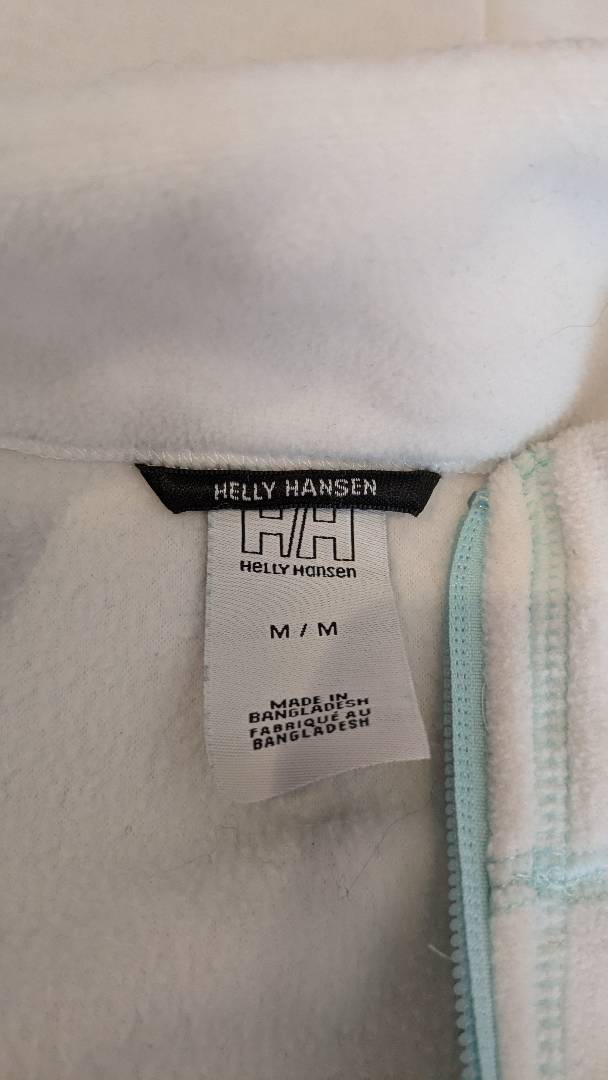 HELLY HANSEN
HH
HELLY HANSEN
M / M
MADE IN
BANGLADESH
FABRIQUÉ AU
BANGLADESH